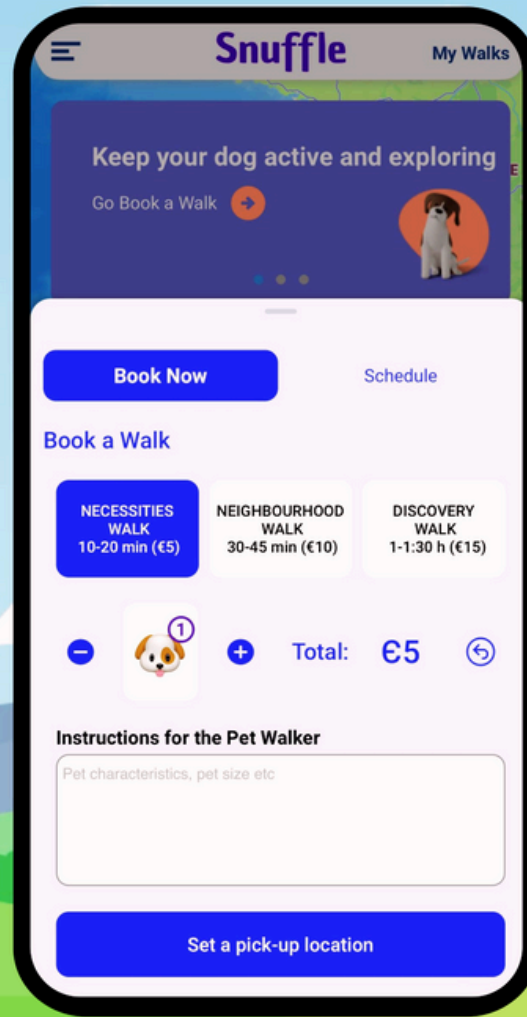 Snuffle
My Walks
Keep your dog active and exploring
E
Go Book a Walk
Book Now
Schedule
Book a Walk
NECESSITIES
WALK
10-20 min (€5)
NEIGHBOURHOOD
WALK
30-45 min (€10)
DISCOVERY
WALK
1-1:30 h (€15)
1
Total:
€5
Instructions for the Pet Walker
Pet characteristics, pet size etc
Set a pick-up location